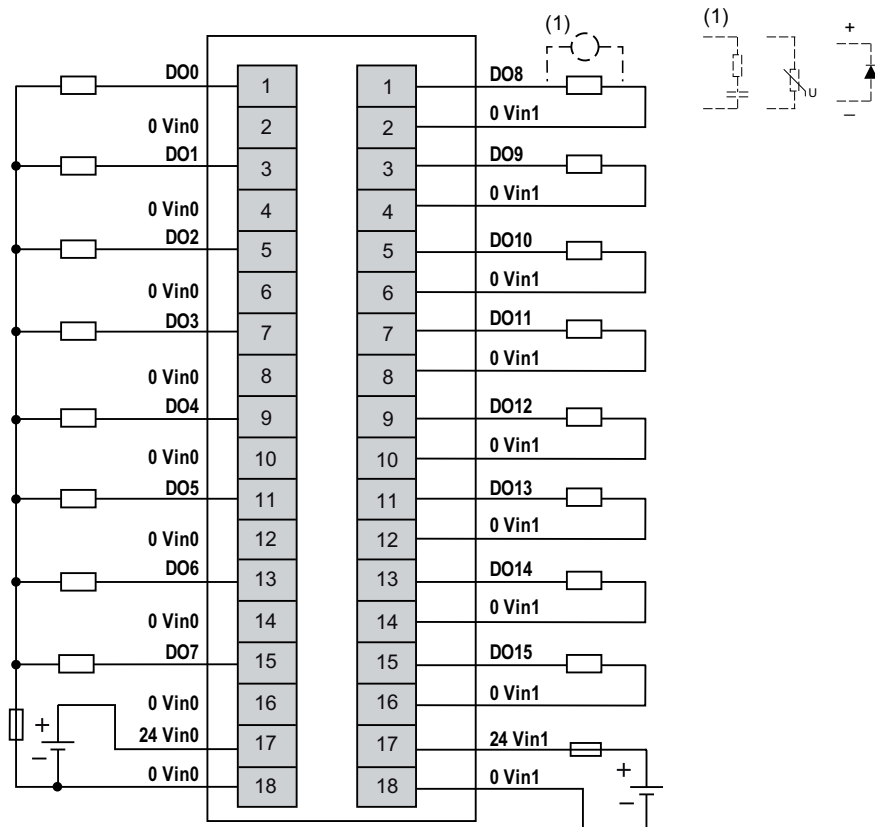 (1)
(1)
+
U
−
DO0 1 1 DO8
0 Vin0 2 2 0 Vin1
DO1 3 3 DO9
0 Vin0 4 4 0 Vin1
DO2 5 5 DO10
0 Vin0 6 6 0 Vin1
DO3 7 7 DO11
0 Vin0 8 8 0 Vin1
DO4 9 9 DO12
0 Vin0 10 10 0 Vin1
DO5 11 11 DO13
0 Vin0 12 12 0 Vin1
DO6 13 13 DO14
0 Vin0 14 14 0 Vin1
DO7 15 15 DO15
0 Vin0 16 16 0 Vin1
+ 24 Vin0 17 17 24 Vin1
− 0 Vin0 18 18 0 Vin1 +
−